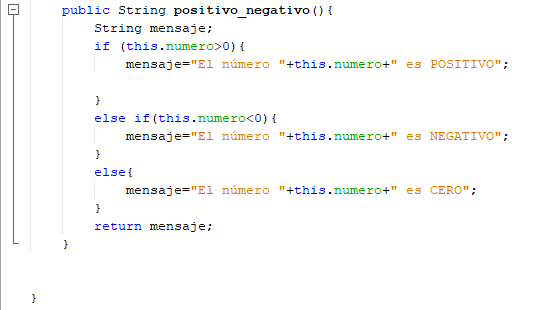 public String positivo_negativo(){
String mensaje;
if (this.numero>0){
mensaje="El número "+this.numero+" es POSITIVO";
}
else if(this.numero<0){
mensaje="El número "+this.numero+" es NEGATIVO";
}
else{
mensaje="El número "+this.numero+" es CERO";
}
return mensaje;
}
}